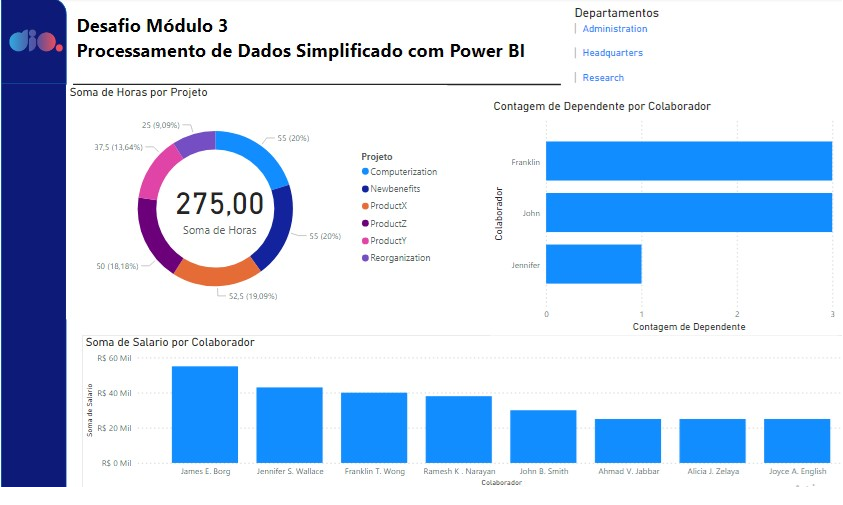 dio.
Desafio Módulo 3
Processamento de Dados Simplificado com Power BI
Departamentos
Administration
Headquarters
Research
Soma de Horas por Projeto
25 (9,09%)
55 (20%)
37,5 (13,64%)
275,00
Soma de Horas
55 (20%)
50 (18,18%)
52,5 (19,09%)
Projeto
Computerization
Newbenefits
ProductX
ProductZ
ProductY
Reorganization
Contagem de Dependente por Colaborador
Colaborador
Franklin
John
Jennifer
0 1 2 3
Contagem de Dependente
Soma de Salario por Colaborador
Soma de Salario
R$ 60 Mil
R$ 40 Mil
R$ 20 Mil
R$ 0 Mil
James E. Borg Jennifer S. Wallace Franklin T. Wong Ramesh K . Narayan John B. Smith Ahmad V. Jabbar Alicia J. Zelaya Joyce A. English
Colaborador